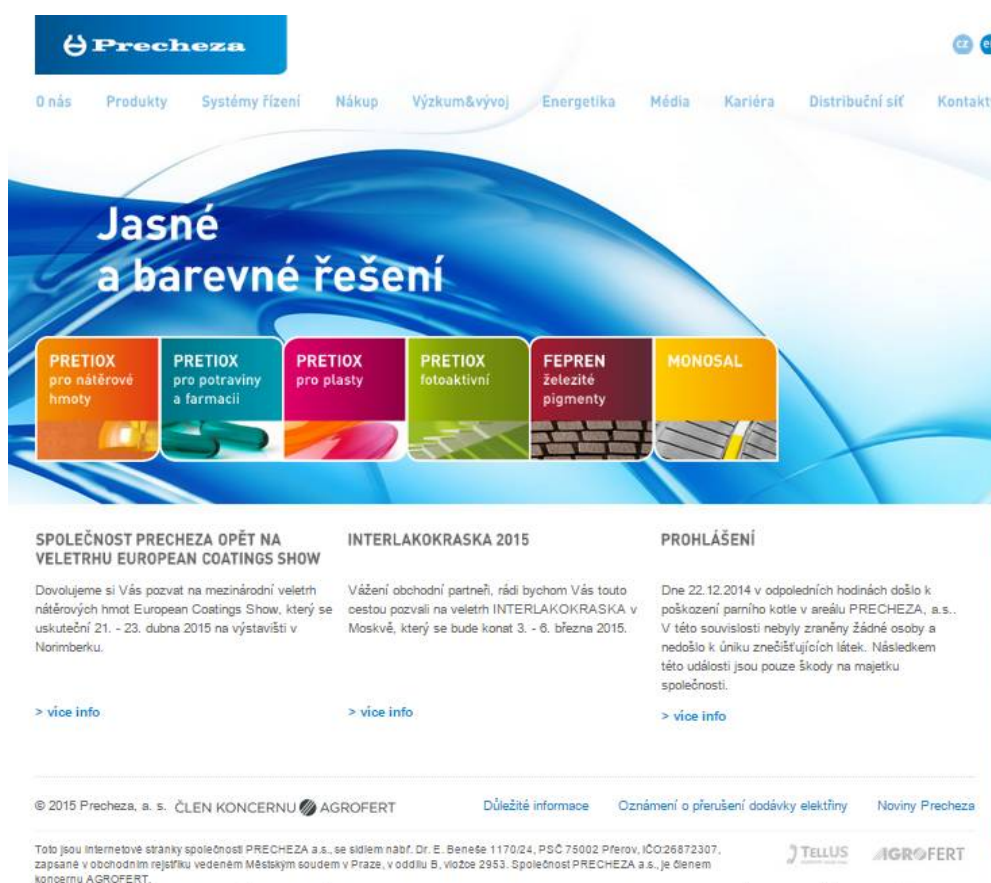 Precheza
cz
O nás Produkty Systémy řízení Nákup Výzkum&vývoj Energetika Média Kariéra Distribuční síť Kontakty
Jasné
a barevné řešení
PRETIOX
pro nátěrové
hmoty
PRETIOX
pro potraviny
a farmacii
PRETIOX
pro plasty
PRETIOX
fotoaktivní
FEPREN
železité
pigmenty
MONOSAL
SPOLEČNOST PRECHEZA OPĚT NA
VELETRHU EUROPEAN COATINGS SHOW
Dovolujeme si Vás pozvat na mezinárodní veletrh
nátěrových hmot European Coatings Show, který se
uskuteční 21. - 23. dubna 2015 na výstavišti v
Norimberku.
> více info
INTERLAKOKRASKA 2015
Vážení obchodní partneři, rádi bychom Vás touto
cestou pozvali na veletrh INTERLAKOKRASKA v
Moskvě, který se bude konat 3. - 6. března 2015.
> více info
PROHLÁŠENÍ
Dne 22.12.2014 v odpoledních hodinách došlo k
poškození parního kotle v areálu PRECHEZA, a.s..
V této souvislosti nebyly zraněny žádné osoby a
nedošlo k úniku znečišťujících látek. Následkem
této události jsou pouze škody na majetku
společnosti.
> více info
© 2015 Precheza, a. s. ČLEN KONCERNU AGROFERT Důležité informace Oznámení o přerušení dodávky elektřiny Noviny Precheza
Toto jsou internetové stránky společnosti PRECHEZA a.s., se sídlem nábř. Dr. E. Beneše 1170/24, PSČ 75002 Přerov, IČO:26872307,
zapsané v obchodním rejstříku vedeném Městským soudem v Praze, v oddílu B, vložce 2953. Společnost PRECHEZA a.s., je členem
koncernu AGROFERT.
TELLUS AGROFERT